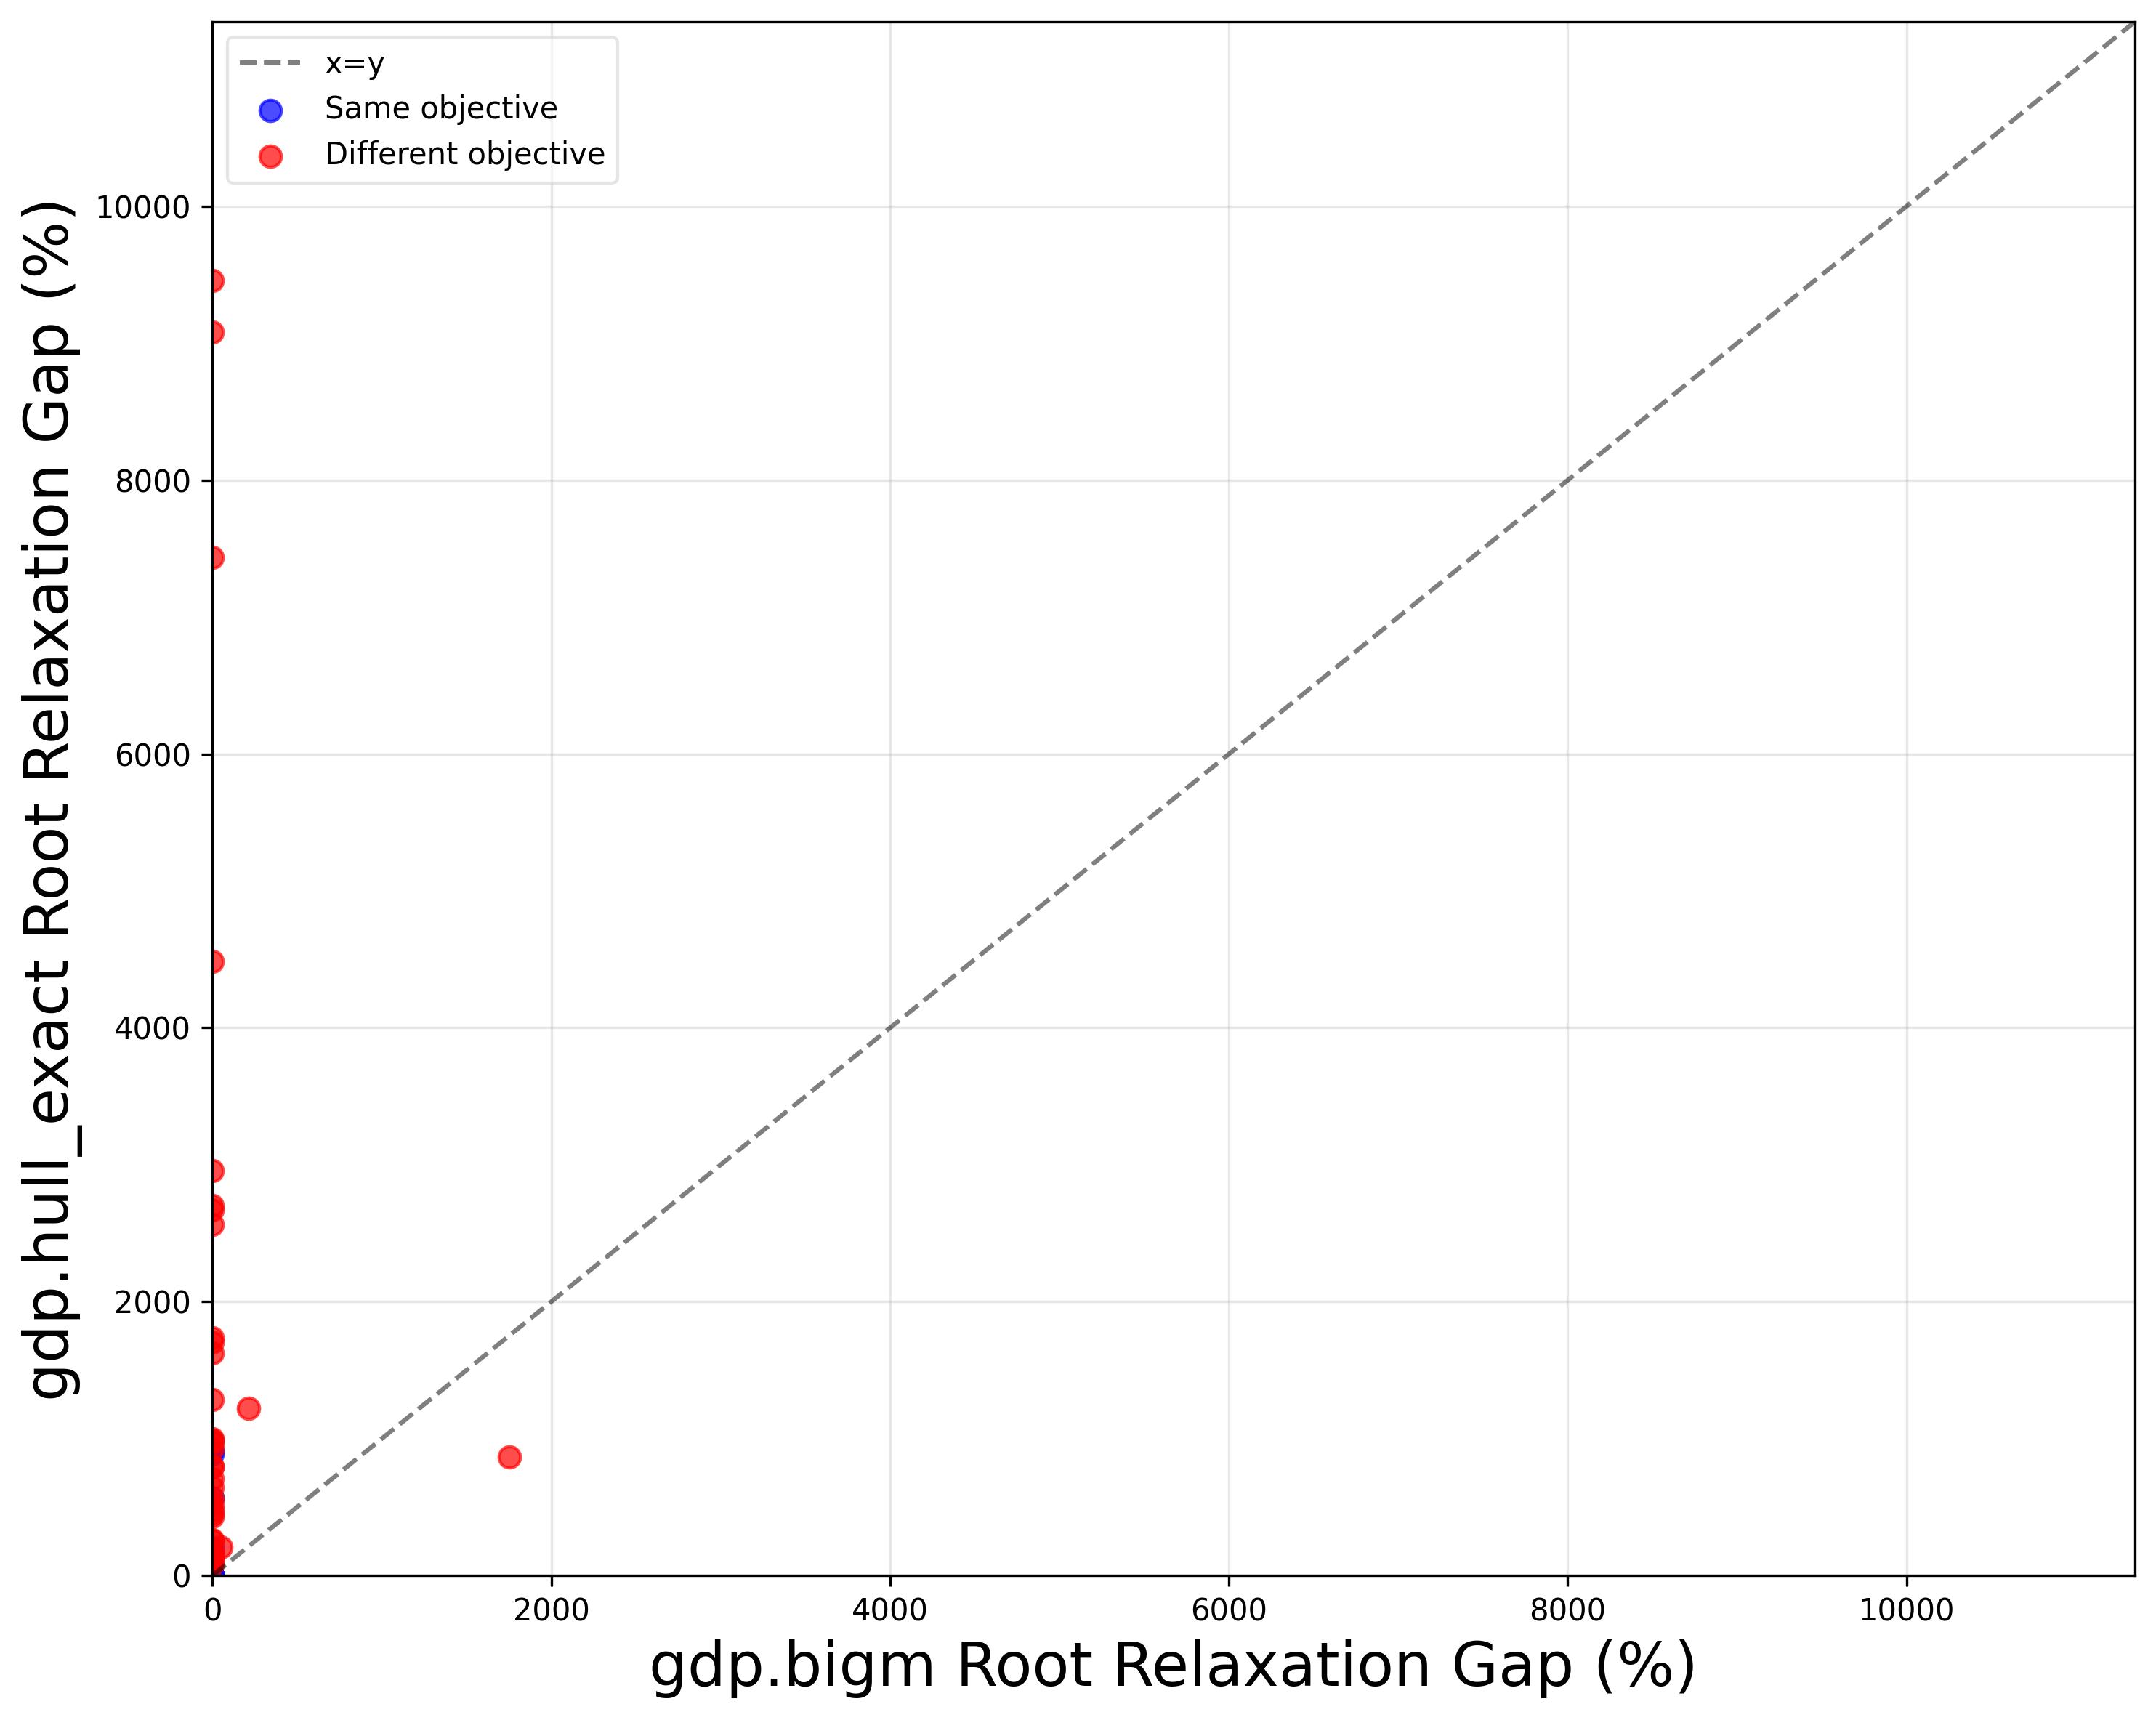 x=y
Same objective
Different objective
gdp.hull_exact Root Relaxation Gap (%)
10000
8000
6000
4000
2000
0
0 2000 4000 6000 8000 10000
gdp.bigm Root Relaxation Gap (%)